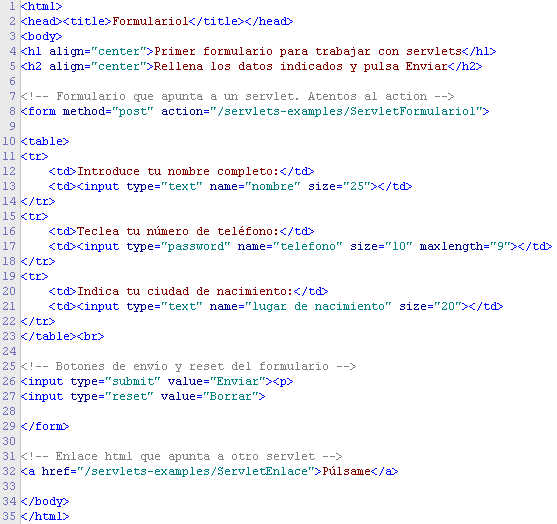 1 <html>
2 <head><title>Formulario1</title></head>
3 <body>
4 <h1 align="center">Primer formulario para trabajar con servlets</h1>
5 <h2 align="center">Rellena los datos indicados y pulsa Enviar</h2>
6
7 <!-- Formulario que apunta a un servlet. Atentos al action -->
8 <form method="post" action="/servlets-examples/ServletFormulario1">
9
10 <table>
11 <tr>
12 <td>Introduce tu nombre completo:</td>
13 <td><input type="text" name="nombre" size="25"></td>
14 </tr>
15 <tr>
16 <td>Teclea tu número de teléfono:</td>
17 <td><input type="password" name="telefono" size="10" maxlength="9"></td>
18 </tr>
19 <tr>
20 <td>Indica tu ciudad de nacimiento:</td>
21 <td><input type="text" name="lugar de nacimiento" size="20"></td>
22 </tr>
23 </table><br>
24
25 <!-- Botones de envío y reset del formulario -->
26 <input type="submit" value="Enviar"><p>
27 <input type="reset" value="Borrar">
28
29 </form>
30
31 <!-- Enlace html que apunta a otro servlet -->
32 <a href="/servlets-examples/ServletEnlace">Púlsame</a>
33
34 </body>
35 </html>